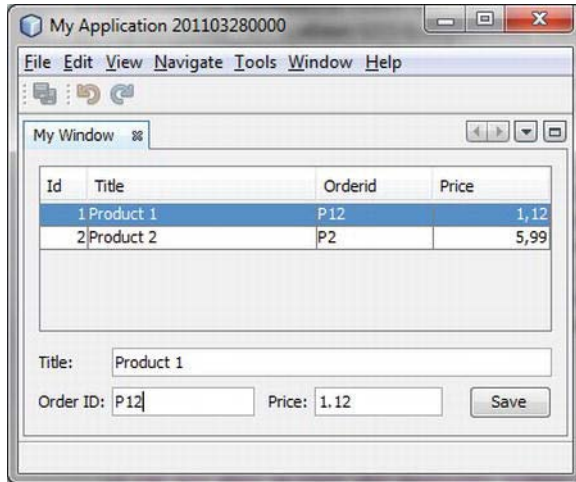 My Application 201103280000
File Edit View Navigate Tools Window Help
My Window
Id Title Orderid Price
1 Product 1 P12 1,12
2 Product 2 P2 5,99
Title: Product 1
Order ID: P12 Price: 1.12 Save